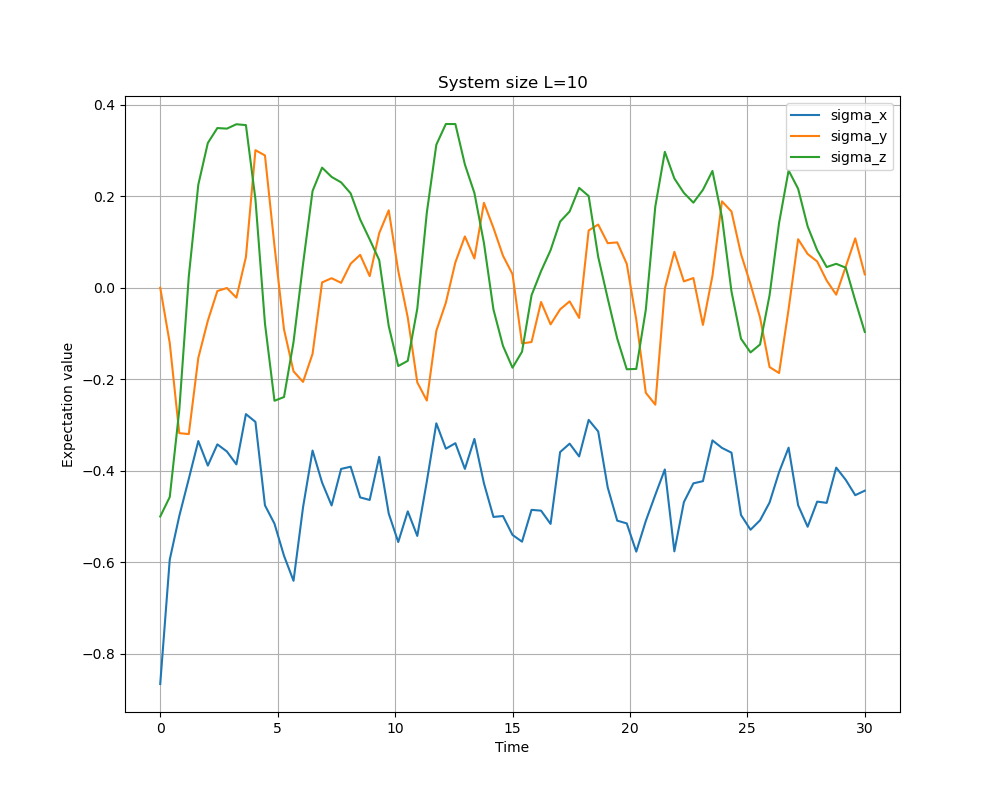 System size L=10
sigma_x
sigma_y
sigma_z
0.4
0.2
0.0
−0.2
−0.4
−0.6
−0.8
Expectation value
0 5 10 15 20 25 30
Time